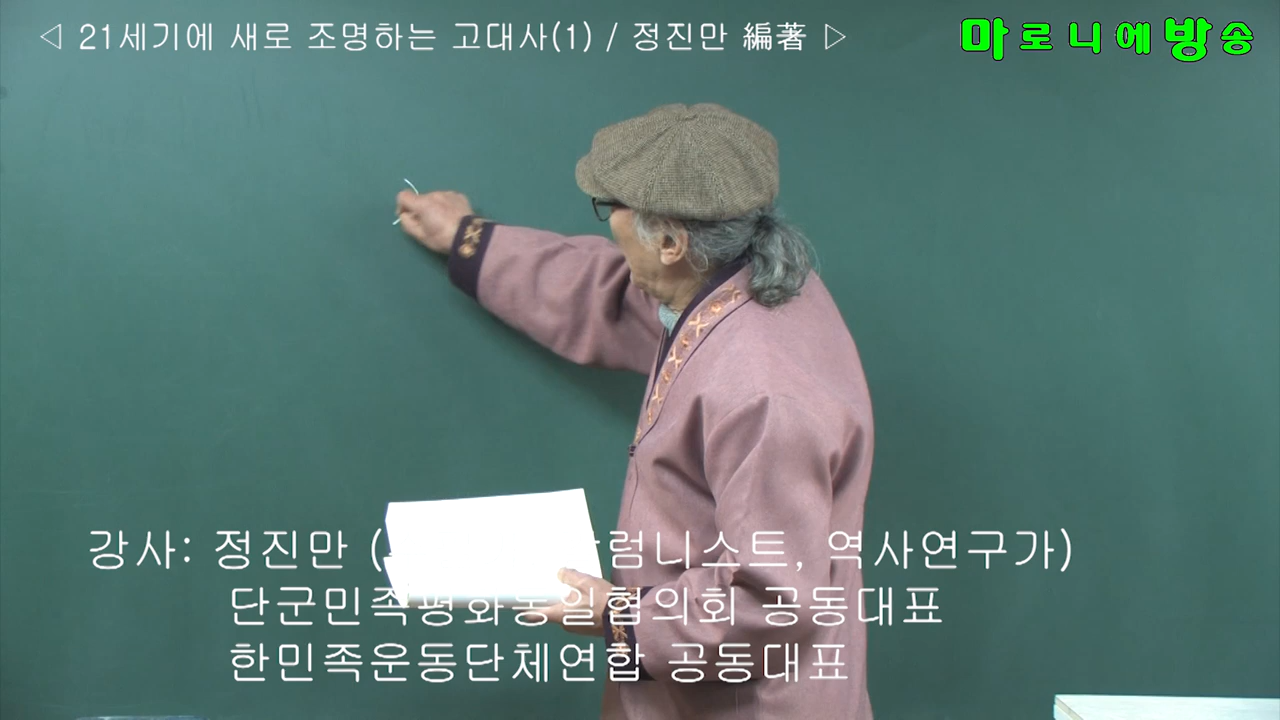 ◁ 21세기에 새로 조명하는 고대사(1) / 정진만 編著 ▷
마로니에방송
강사: 정진만 ( 럼니스트, 역사연구가)
단군민족평화통일협의회 공동대표
한민족운동단체연합 공동대표